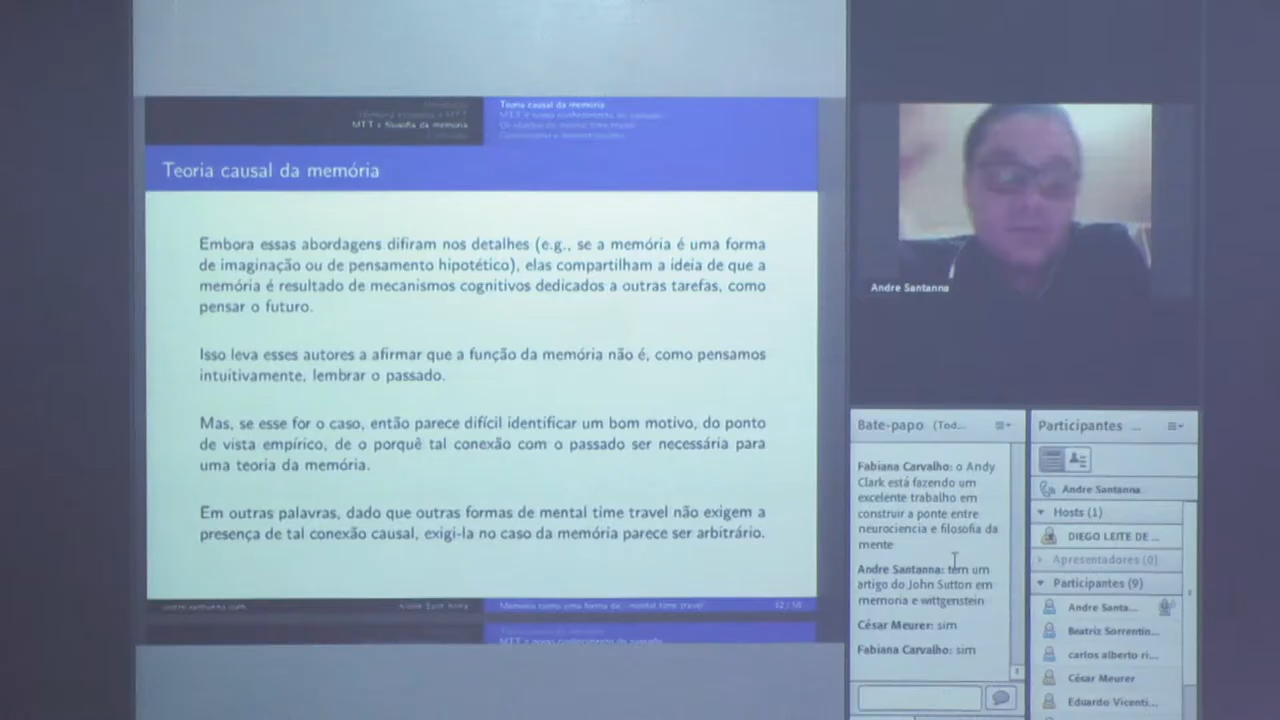 MTT e filosofia da memória
Teoria causal da memória
Teoria causal da memória
Embora essas abordagens difiram nos detalhes (e.g., se a memória é uma forma
de imaginação ou de pensamento hipotético), elas compartilham a ideia de que a
memória é resultado de mecanismos cognitivos dedicados a outras tarefas, como
pensar o futuro.
Isso leva esses autores a afirmar que a função da memória não é, como pensamos
intuitivamente, lembrar o passado.
Mas, se esse for o caso, então parece difícil identificar um bom motivo, do ponto
de vista empírico, de o porquê tal conexão com o passado ser necessária para
uma teoria da memória.
Em outras palavras, dado que outras formas de mental time travel não exigem a
presença de tal conexão causal, exigi-la no caso da memória parece ser arbitrário.
Memória como uma forma de mental time travel
Andre Santanna
Bate-papo (Tod...
Fabiana Carvalho: o Andy
Clark está fazendo um
excelente trabalho em
construir a ponte entre
neurociencia e filosofia da
mente
Andre Santanna: tem um
artigo do John Sutton em
memoria e wittgenstein
César Meurer: sim
Fabiana Carvalho: sim
Participantes ...
Andre Santanna
Hosts (1)
DIEGO LEITE DE ...
Apresentadores (0)
Participantes (9)
Andre Santa...
Beatriz Sorrentin...
carlos alberto ri...
César Meurer
Eduardo Vicenti...